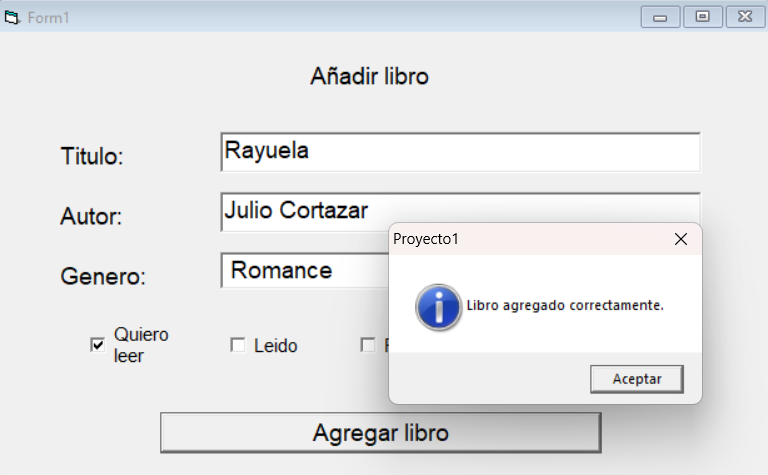 Form1
Añadir libro
Titulo:
Rayuela
Autor:
Julio Cortazar
Genero:
Romance
Quiero
leer
Leido
Proyecto1
Libro agregado correctamente.
Aceptar
Agregar libro